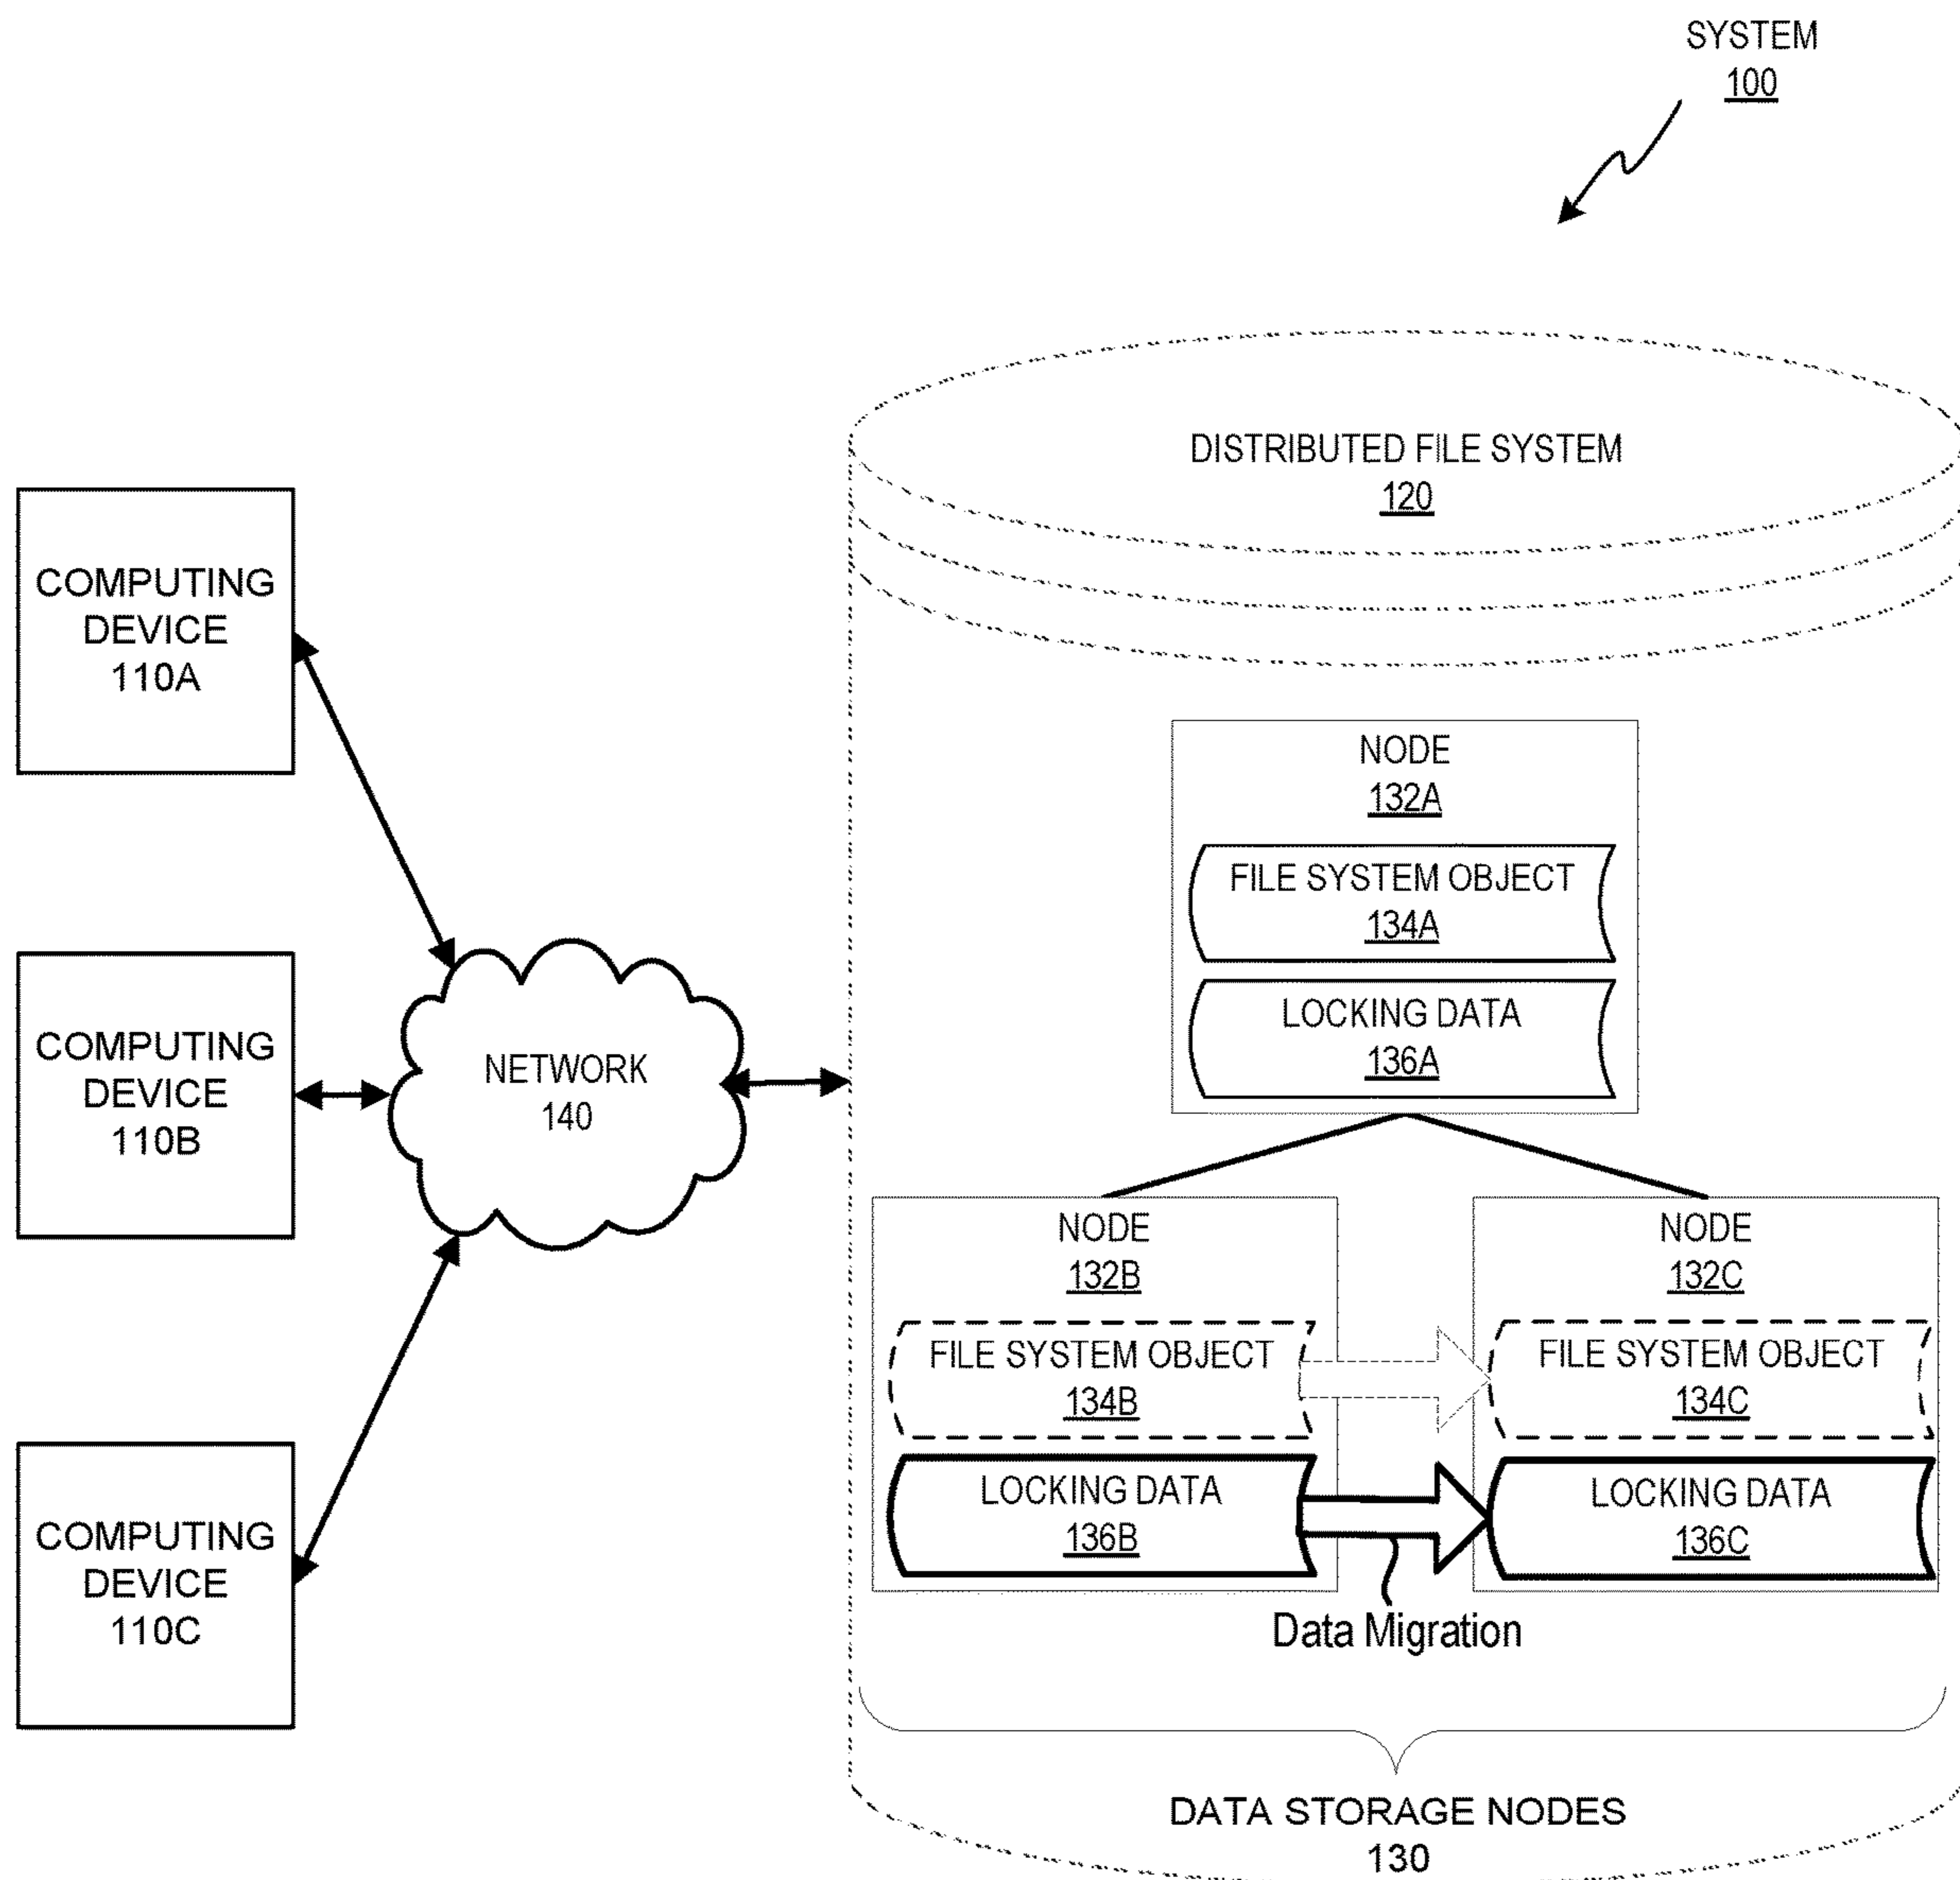 SYSTEM
100
DISTRIBUTED FILE SYSTEM
120
COMPUTING
DEVICE
110A
COMPUTING
DEVICE
110B
COMPUTING
DEVICE
110C
NETWORK
140
NODE
132A
FILE SYSTEM OBJECT
134A
LOCKING DATA
136A
NODE
132B
FILE SYSTEM OBJECT
134B
LOCKING DATA
136B
NODE
132C
FILE SYSTEM OBJECT
134C
LOCKING DATA
136C
Data Migration
DATA STORAGE NODES
130